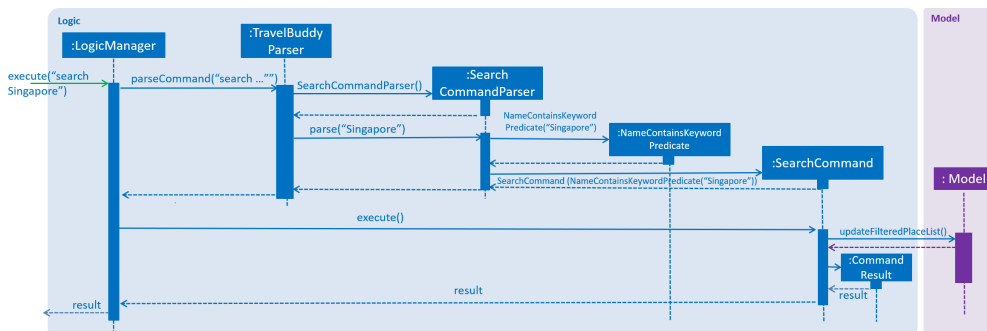 Logic
Model
:LogicManager
:TravelBuddy
Parser
execute("search
Singapore")
parseCommand("search ..."")
SearchCommandParser()
:Search
CommandParser
NameContainsKeyword
Predicate("Singapore")
parse("Singapore")
:NameContainsKeyword
Predicate
:SearchCommand
SearchCommand (NameContainsKeywordPredicate("Singapore"))
: Model
execute()
updateFilteredPlaceList()
:Command
Result
result
result
result